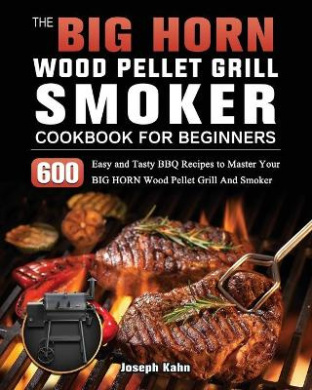 THE BIG HORN
WOOD PELLET GRILL
SMOKER
COOKBOOK FOR BEGINNERS
600
Easy and Tasty BBQ Recipes to Master Your
BIG HORN Wood Pellet Grill And Smoker
Joseph Kahn